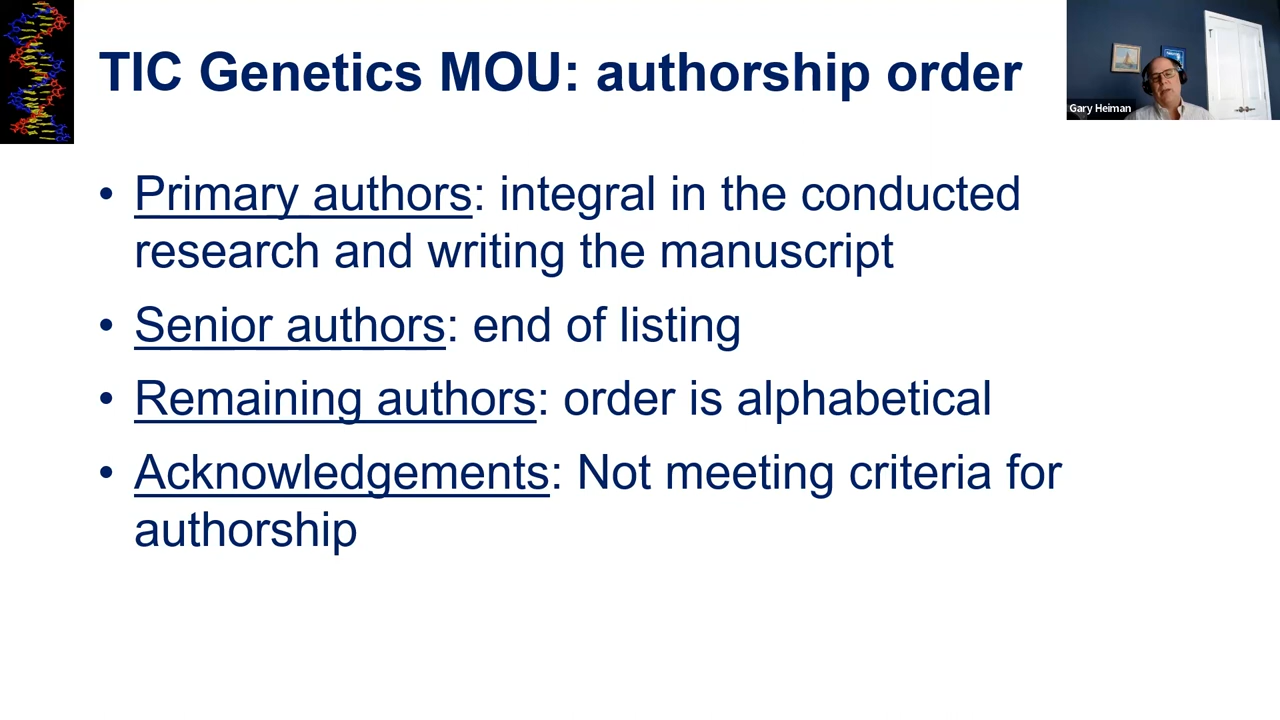 TIC Genetics MOU: authorship order
Gary Heiman
• Primary authors: integral in the conducted
research and writing the manuscript
• Senior authors: end of listing
• Remaining authors: order is alphabetical
• Acknowledgements: Not meeting criteria for
authorship